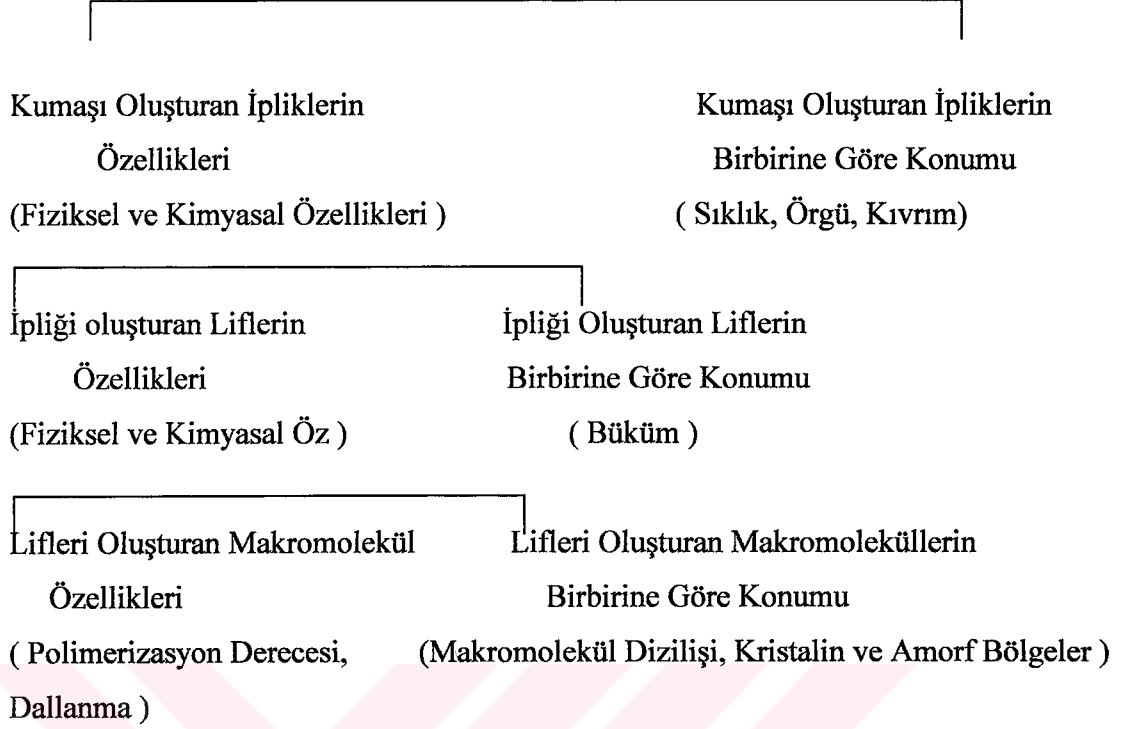 Kumaşı Oluşturan İpliklerin
Özellikleri
(Fiziksel ve Kimyasal Özellikleri )
Kumaşı Oluşturan İpliklerin
Birbirine Göre Konumu
( Sıklık, Örgü, Kıvrım)
İpliği oluşturan Liflerin
Özellikleri
(Fiziksel ve Kimyasal Öz )
İpliği Oluşturan Liflerin
Birbirine Göre Konumu
( Büküm )
Lifleri Oluşturan Makromolekül
Özellikleri
( Polimerizasyon Derecesi,
Dallanma )
Lifleri Oluşturan Makromoleküllerin
Birbirine Göre Konumu
(Makromolekül Dizilişi, Kristalin ve Amorf Bölgeler )